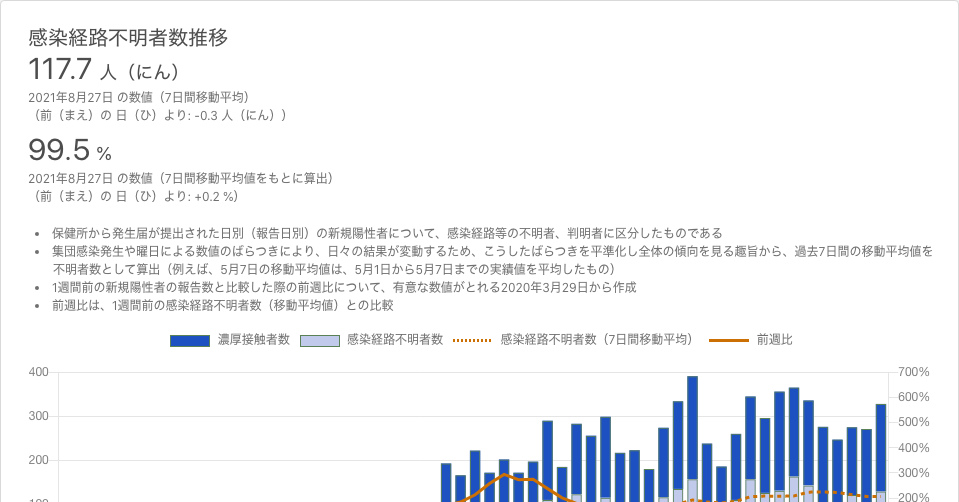 感染経路不明者数推移
117.7 人（にん）
2021年8月27日 の数値（7日間移動平均）
（前（まえ）の 日（ひ）より: -0.3 人（にん））
99.5 %
2021年8月27日 の数値（7日間移動平均値をもとに算出）
（前（まえ）の 日（ひ）より: +0.2 %）
• 保健所から発生届が提出された日別（報告日別）の新規陽性者について、感染経路等の不明者、判明者に区分したものである
• 集団感染発生や曜日による数値のばらつきにより、日々の結果が変動するため、こうしたばらつきを平準化し全体の傾向を見る趣旨から、過去7日間の移動平均値を
不明者数として算出（例えば、5月7日の移動平均値は、5月1日から5月7日までの実績値を平均したもの）
• 1週間前の新規陽性者の報告数と比較した際の前週比について、有意な数値がとれる2020年3月29日から作成
• 前週比は、1週間前の感染経路不明者数（移動平均値）との比較
濃厚接触者数 感染経路不明者数 感染経路不明者数（7日間移動平均） 前週比
400 700%
600%
300 500%
400%
200 300%
100 200%